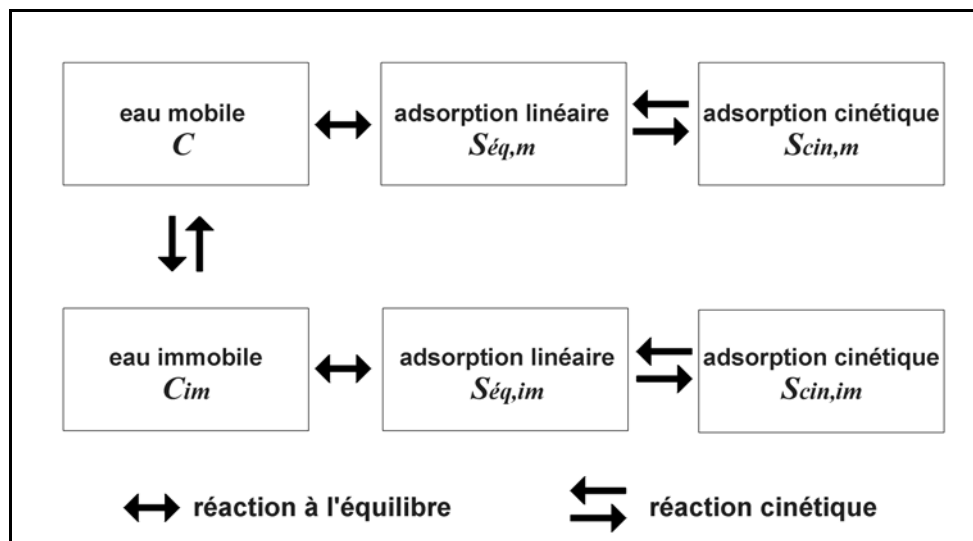 eau mobile
C
adsorption linéaire
Séq,m
adsorption cinétique
Scin,m
eau immobile
Cim
adsorption linéaire
Séq,im
adsorption cinétique
Scin,im
réaction à l'équilibre
réaction cinétique